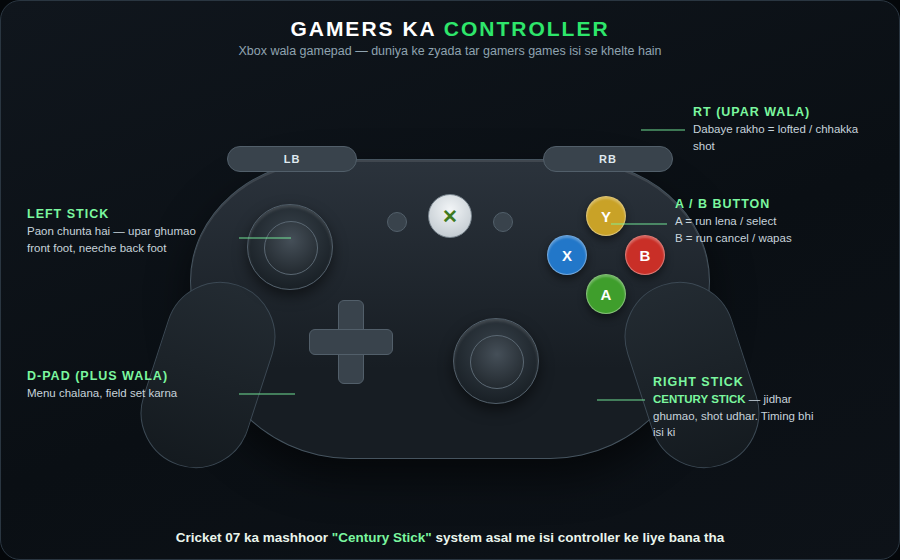 GAMERS KA CONTROLLER
Xbox wala gamepad — duniya ke zyada tar gamers games isi se khelte hain
RT (UPAR WALA)
Dabaye rakho = lofted / chhakka
shot
LB
RB
LEFT STICK
Paon chunta hai — upar ghumao
front foot, neeche back foot
✕
Y
X
B
A
A / B BUTTON
A = run lena / select
B = run cancel / wapas
D-PAD (PLUS WALA)
Menu chalana, field set karna
RIGHT STICK
CENTURY STICK — jidhar
ghumao, shot udhar. Timing bhi
isi ki
Cricket 07 ka mashhoor "Century Stick" system asal me isi controller ke liye bana tha